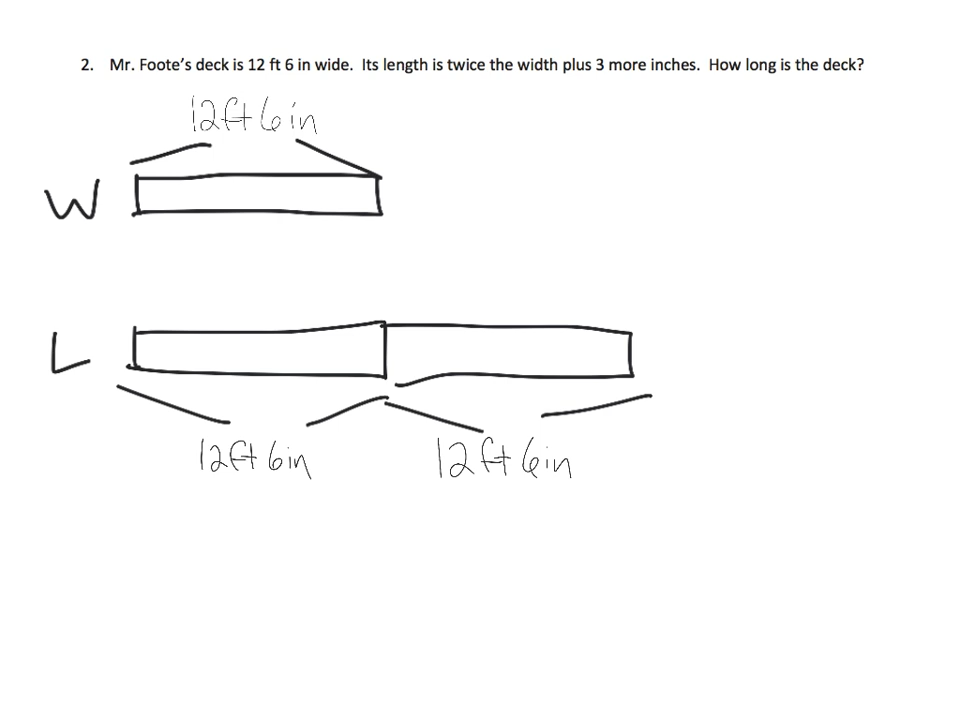 2. Mr. Foote's deck is 12 ft 6 in wide. Its length is twice the width plus 3 more inches. How long is the deck?
12ft 6in
W
L
12ft 6in 12ft 6in